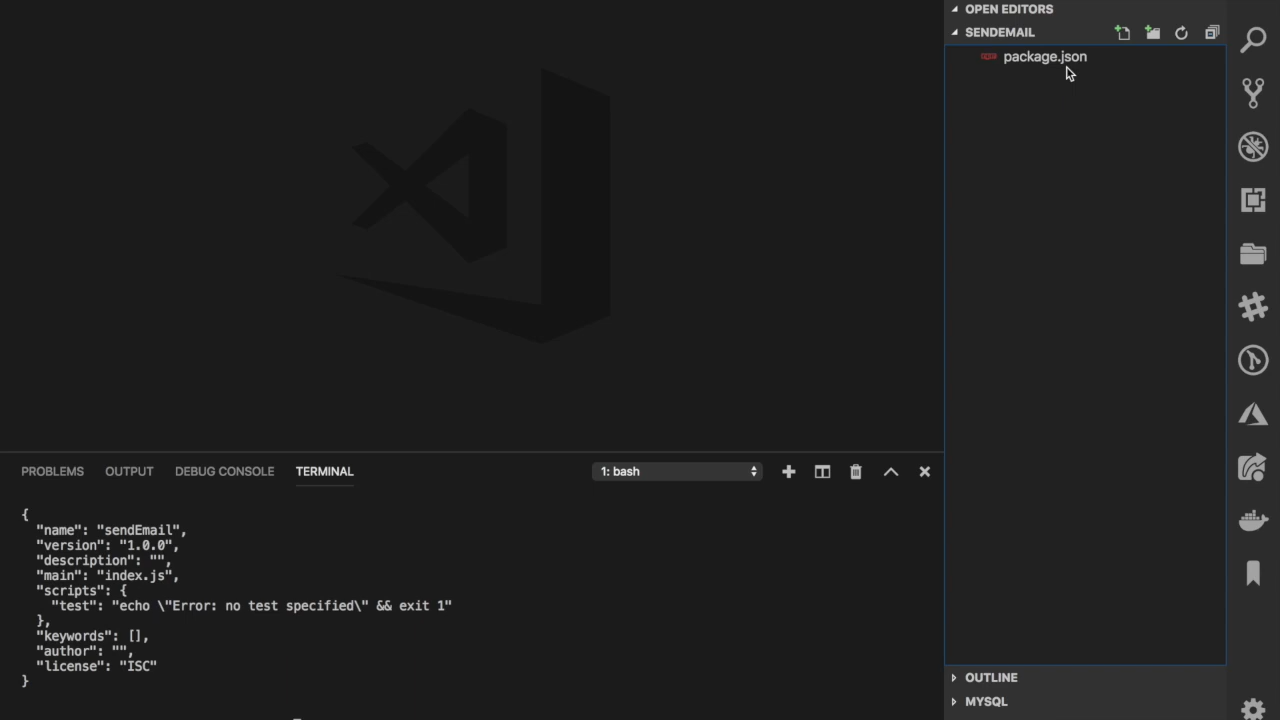 OPEN EDITORS
SENDEMAIL
package.json
PROBLEMS OUTPUT DEBUG CONSOLE TERMINAL 1: bash
{
  "name": "sendEmail",
  "version": "1.0.0",
  "description": "",
  "main": "index.js",
  "scripts": {
    "test": "echo \"Error: no test specified\" && exit 1"
  },
  "keywords": [],
  "author": "",
  "license": "ISC"
}
OUTLINE
MYSQL